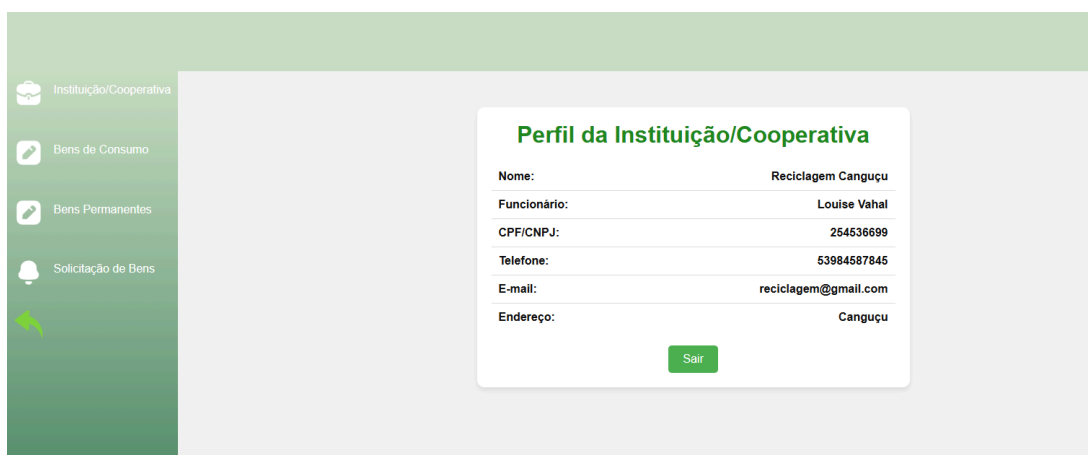 Instituição/Cooperativa
Bens de Consumo
Bens Permanentes
Solicitação de Bens
Perfil da Instituição/Cooperativa
Nome: Reciclagem Canguçu
Funcionário: Louise Vahal
CPF/CNPJ: 254536699
Telefone: 53984587845
E-mail: reciclagem@gmail.com
Endereço: Canguçu
Sair